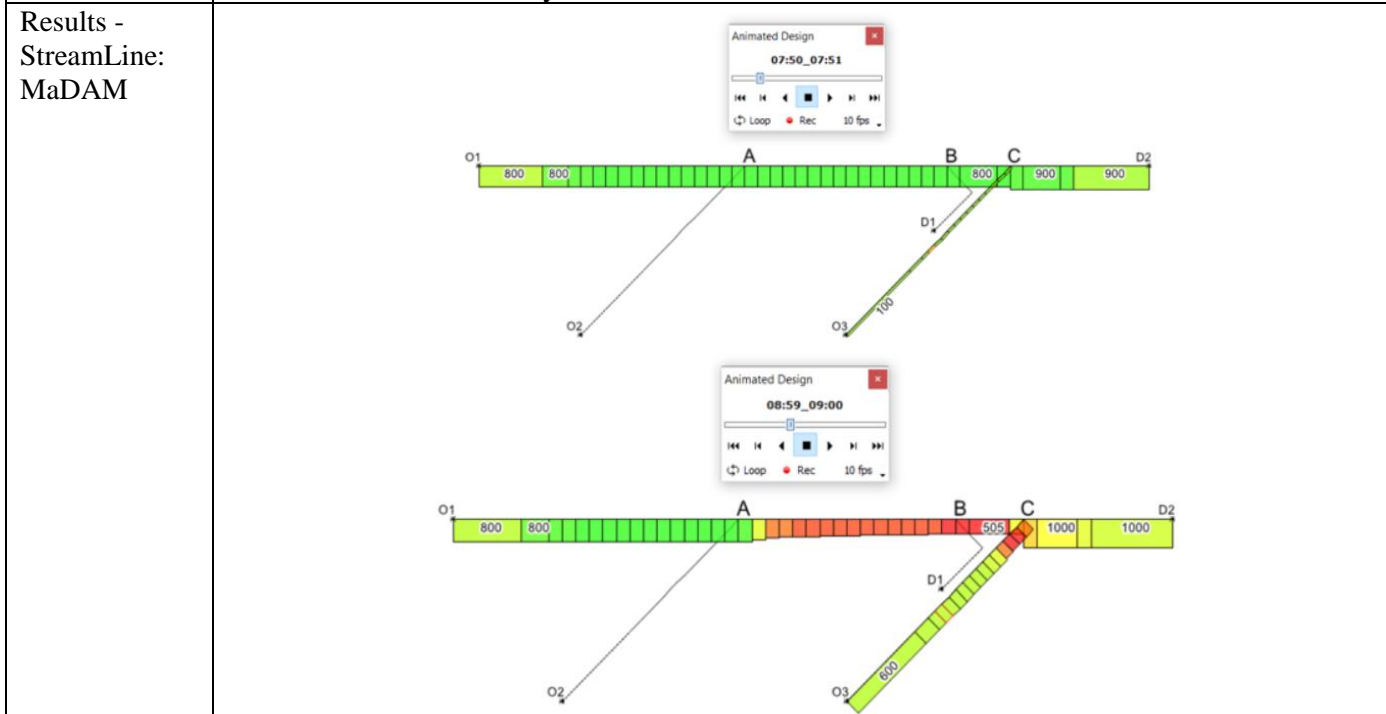 Results -
StreamLine:
MaDAM
Animated Design
07:50_07:51
Loop Rec 10 fps
O1 A B C D2
800 800 800 900 900
D1
100
O2 O3
Animated Design
08:59_09:00
Loop Rec 10 fps
O1 A B C D2
800 800 505 1000 1000
D1
600
O2 O3